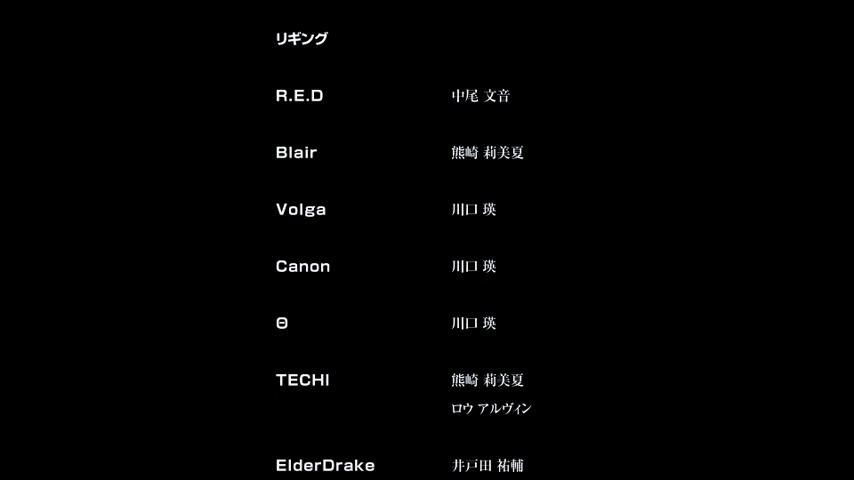 リギング
R.E.D 中尾 文音
Blair 熊崎 莉美夏
Volga 川口 瑛
Canon 川口 瑛
Θ 川口 瑛
TECHI 熊崎 莉美夏
ロウ アルヴィン
ElderDrake 井戸田 祐輔